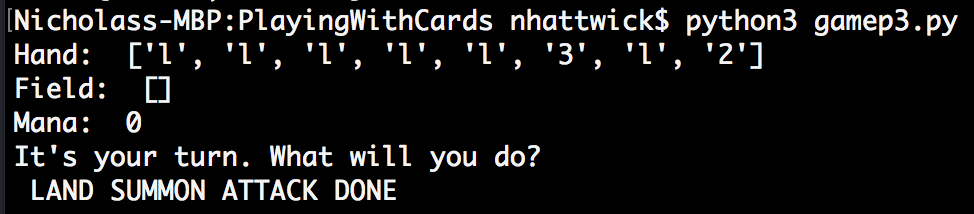 [Nicholass-MBP:PlayingWithCards nhattwick$ python3 gamep3.py
Hand:  ['l', 'l', 'l', 'l', 'l', '3', 'l', '2']
Field:  []
Mana:  0
It's your turn. What will you do?
 LAND SUMMON ATTACK DONE